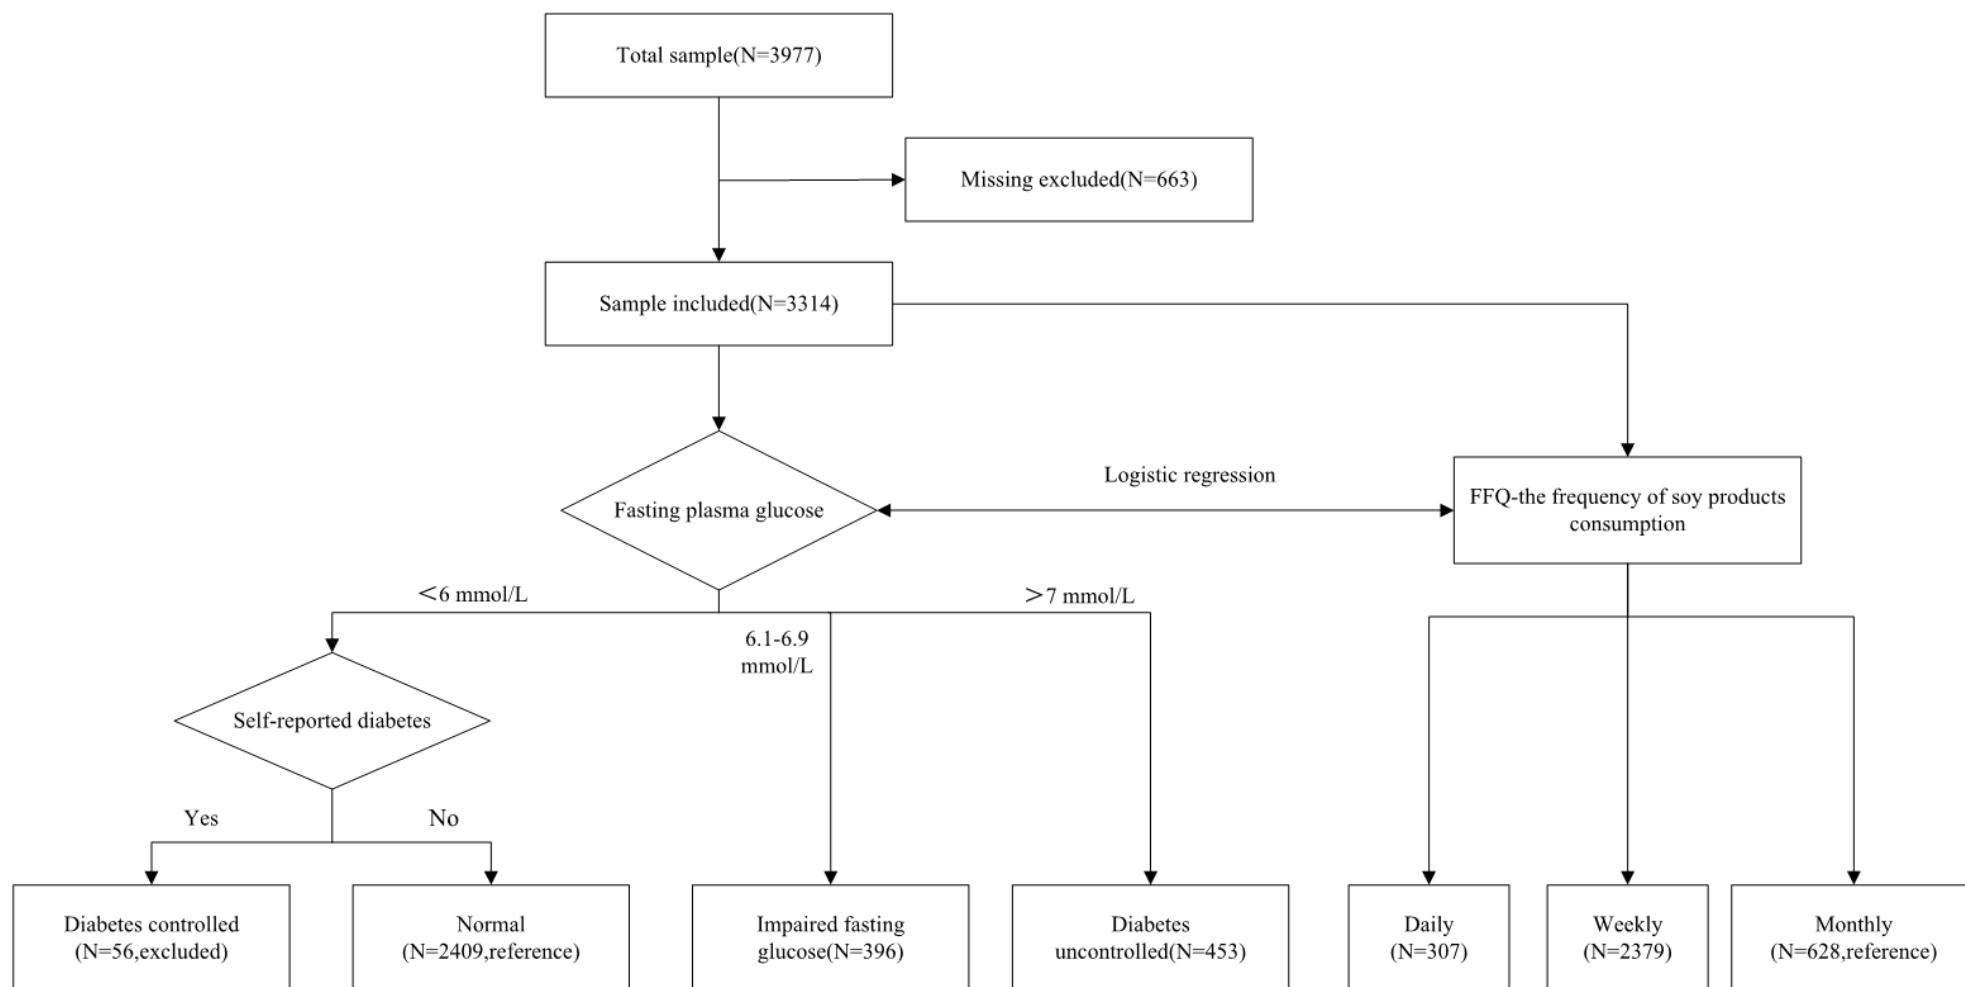 Total sample(N=3977)
Missing excluded(N=663)
Sample included(N=3314)
Logistic regression
Fasting plasma glucose
FFQ-the frequency of soy products
consumption
<6 mmol/L
>7 mmol/L
6.1-6.9
mmol/L
Self-reported diabetes
Yes
No
Diabetes controlled
(N=56,excluded)
Normal
(N=2409,reference)
Impaired fasting
glucose(N=396)
Diabetes
uncontrolled(N=453)
Daily
(N=307)
Weekly
(N=2379)
Monthly
(N=628,reference)